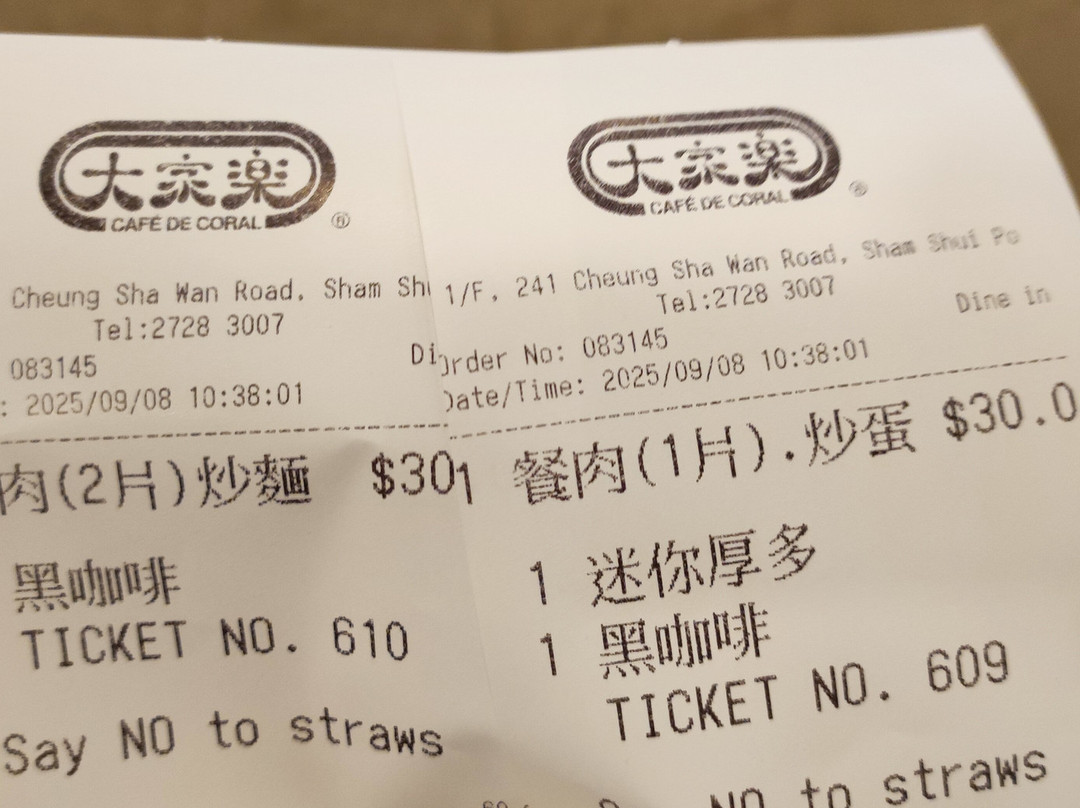 大家楽
CAFÉ DE CORAL
®
Cheung Sha Wan Road, Sham Sh
Tel:2728 3007
083145
Di
: 2025/09/08 10:38:01
肉(2片)炒麵 $30
黑咖啡
TICKET NO. 610
Say NO to straws
大家楽
CAFÉ DE CORAL
®
1/F, 241 Cheung Sha Wan Road, Sham Shui Po
Tel:2728 3007
Dine in
Order No: 083145
Date/Time: 2025/09/08 10:38:01
1 餐肉(1片).炒蛋 $30.0
1 迷你厚多
1 黑咖啡
TICKET NO. 609
NO to straws